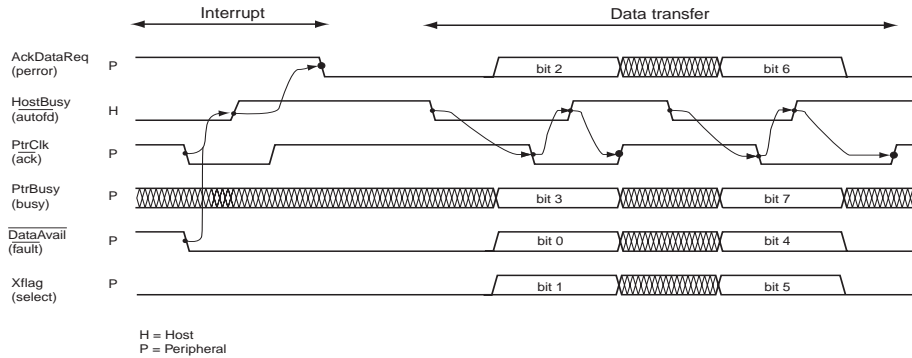 Interrupt Data transfer
AckDataReq
(perror) P bit 2 bit 6
HostBusy
(autofd) H
PtrClk
(ack) P
PtrBusy
(busy) P bit 3 bit 7
DataAvail
(fault) P bit 0 bit 4
Xflag
(select) P bit 1 bit 5
H = Host
P = Peripheral